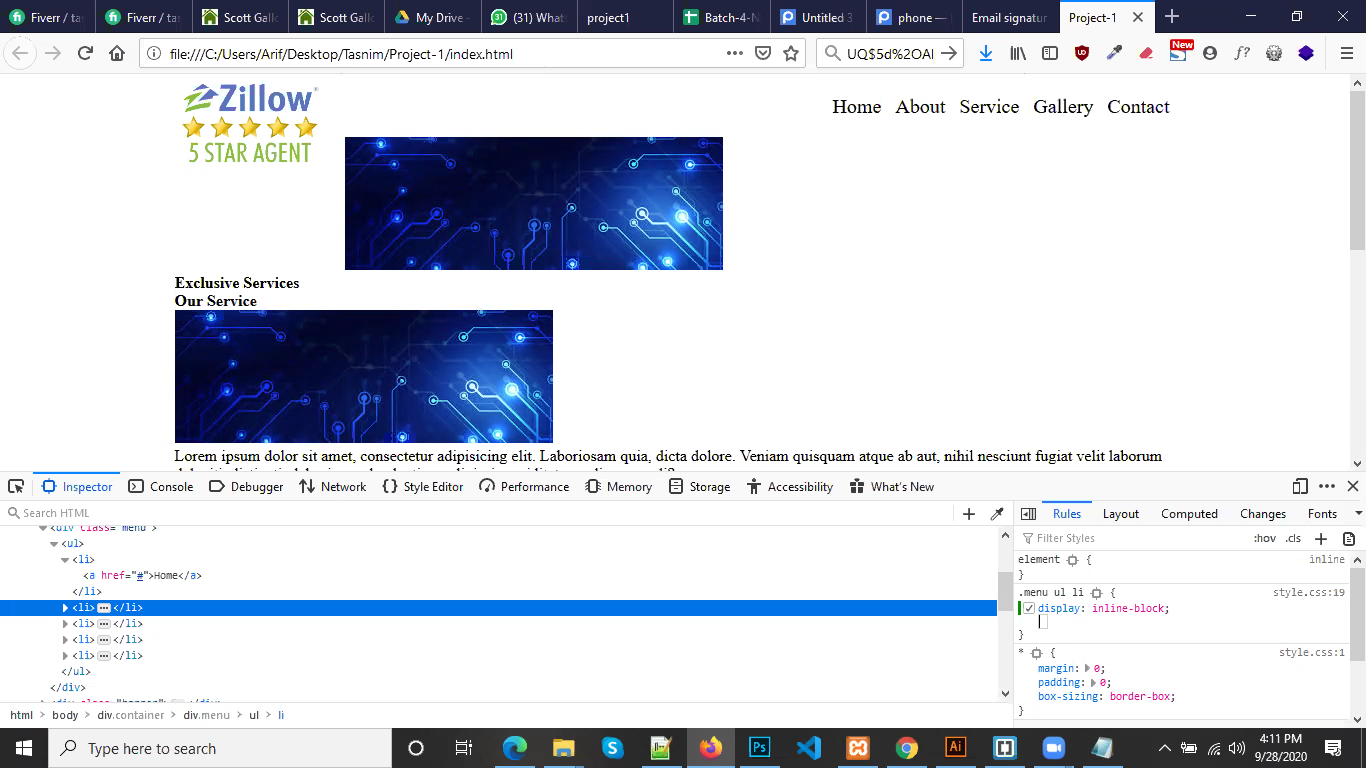 Fiverr / ta
Fiverr / ta
Scott Gall
Scott Gall
My Drive -
(31) What
project1
Batch-4-N
Untitled 3
phone —
Email signatur
Project-1
file:///C:/Users/Arif/Desktop/Tasnim/Project-1/index.html
UQ$5d%2OAI
New
f?
Zillow
5 STAR AGENT
Home About Service Gallery Contact
Exclusive Services
Our Service
Lorem ipsum dolor sit amet, consectetur adipisicing elit. Laboriosam quia, dicta dolore. Veniam quisquam atque ab aut, nihil nesciunt fugiat velit laborum
Inspector Console Debugger Network Style Editor Performance Memory Storage Accessibility What's New
Search HTML
Rules Layout Computed Changes Fonts
Filter Styles :hov .cls
<div class="menu">
<ul>
<li>
<a href="#">Home</a>
</li>
<li> </li>
<li> </li>
<li> </li>
<li> </li>
</ul>
</div>
<div class="banner"> </div>
element { inline
}
.menu ul li { style.css:19
display: inline-block;
}
* { style.css:1
margin: 0;
padding: 0;
box-sizing: border-box;
}
html > body > div.container > div.menu > ul > li
Type here to search
4:11 PM
9/28/2020